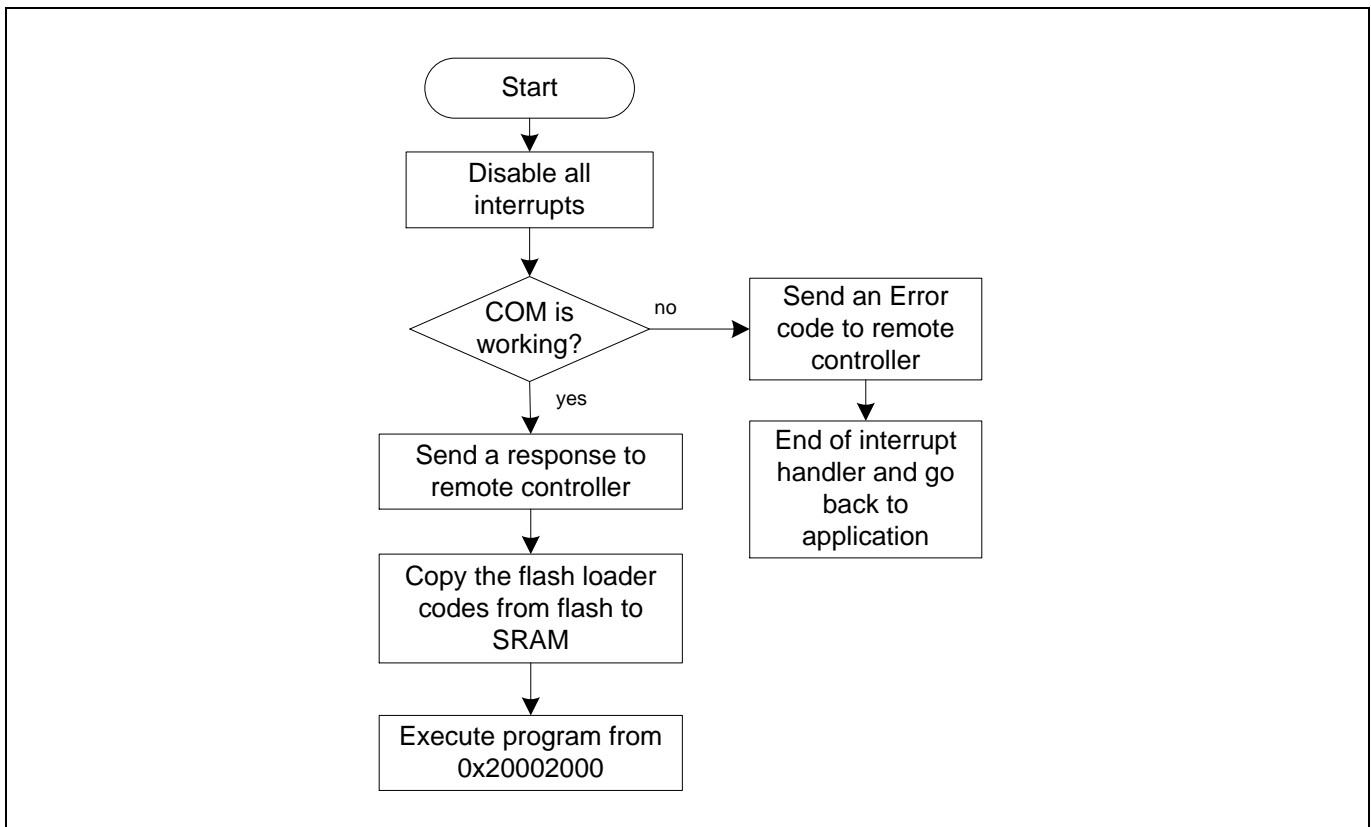 Start
Disable all
interrupts
COM is
working?
no
Send an Error
code to remote
controller
yes
End of interrupt
handler and go
back to
application
Send a response to
remote controller
Copy the flash loader
codes from flash to
SRAM
Execute program from
0x20002000